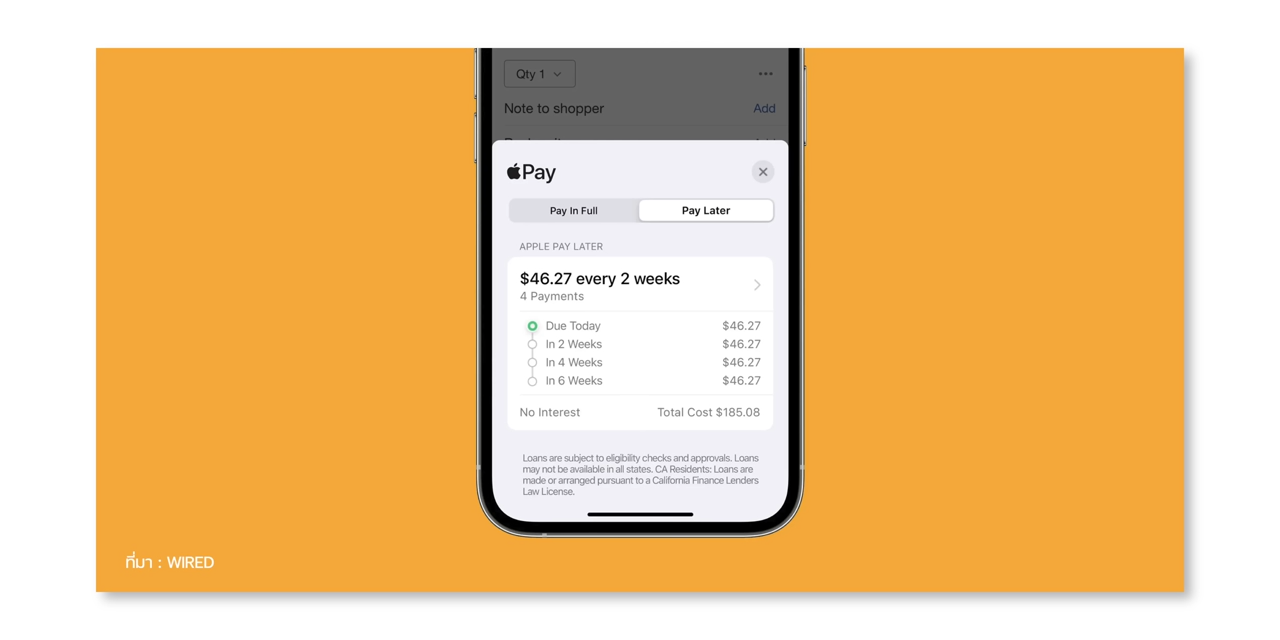 Qty 1
Note to shopper Add
Pay
Pay In Full Pay Later
APPLE PAY LATER
$46.27 every 2 weeks
4 Payments
Due Today $46.27
In 2 Weeks $46.27
In 4 Weeks $46.27
In 6 Weeks $46.27
No Interest Total Cost $185.08
Loans are subject to eligibility checks and approvals. Loans
may not be available in all states. CA Residents: Loans are
made or arranged pursuant to a California Finance Lenders
Law License.
ที่มา : WIRED